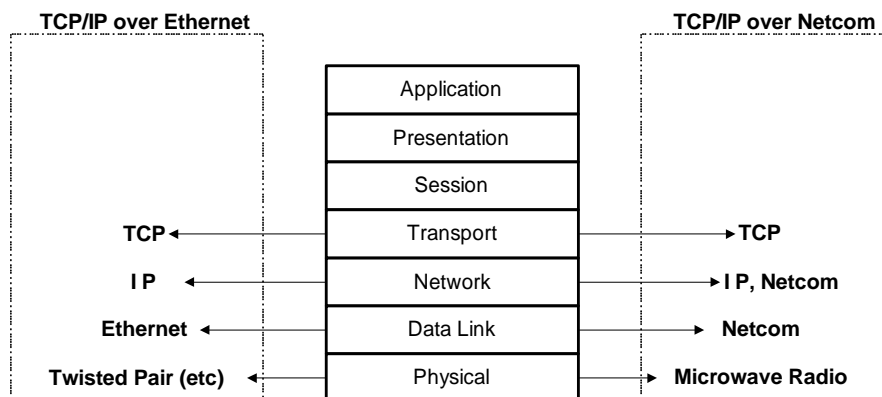 TCP/IP over Ethernet
TCP/IP over Netcom
Application
Presentation
Session
TCP Transport TCP
I P Network I P, Netcom
Ethernet Data Link Netcom
Twisted Pair (etc) Physical Microwave Radio